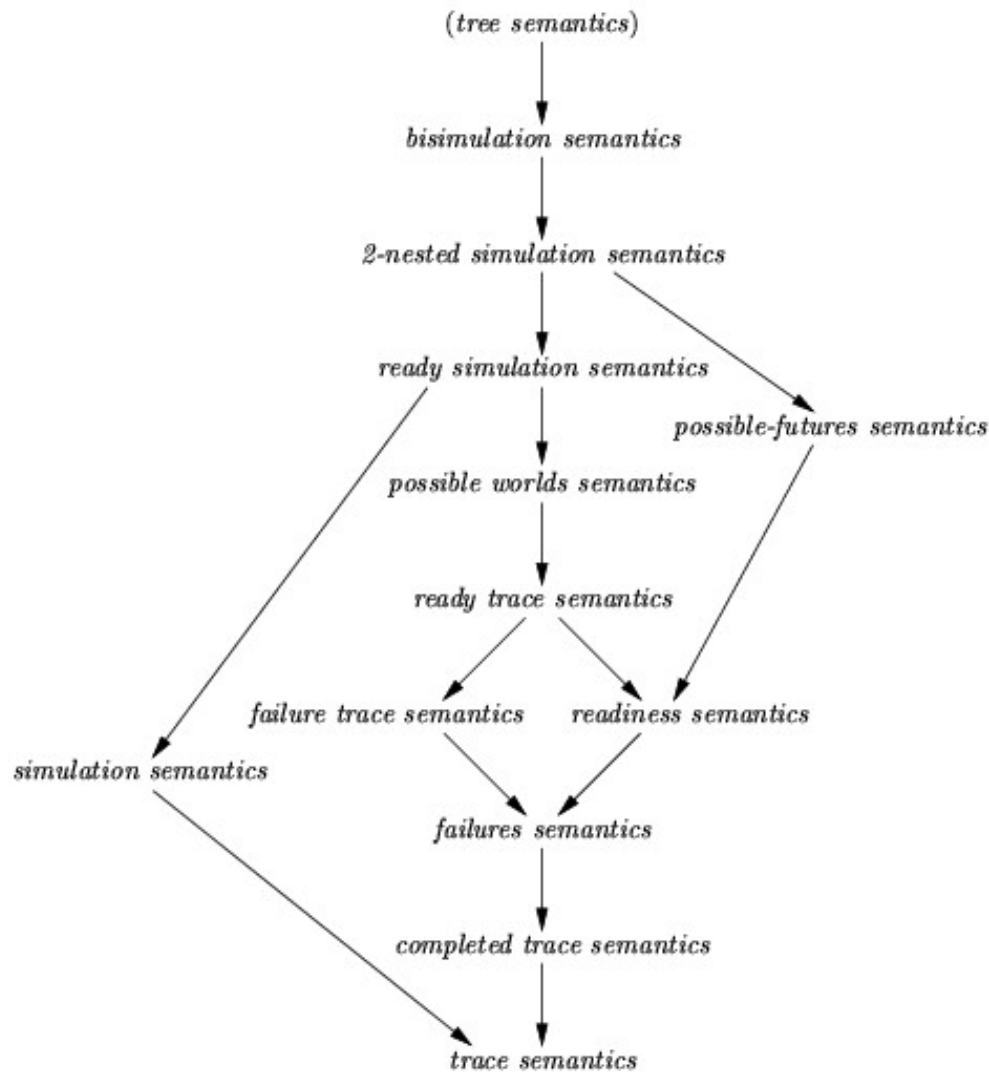 (tree semantics)
bisimulation semantics
2-nested simulation semantics
ready simulation semantics
possible-futures semantics
possible worlds semantics
ready trace semantics
failure trace semantics
readiness semantics
simulation semantics
failures semantics
completed trace semantics
trace semantics